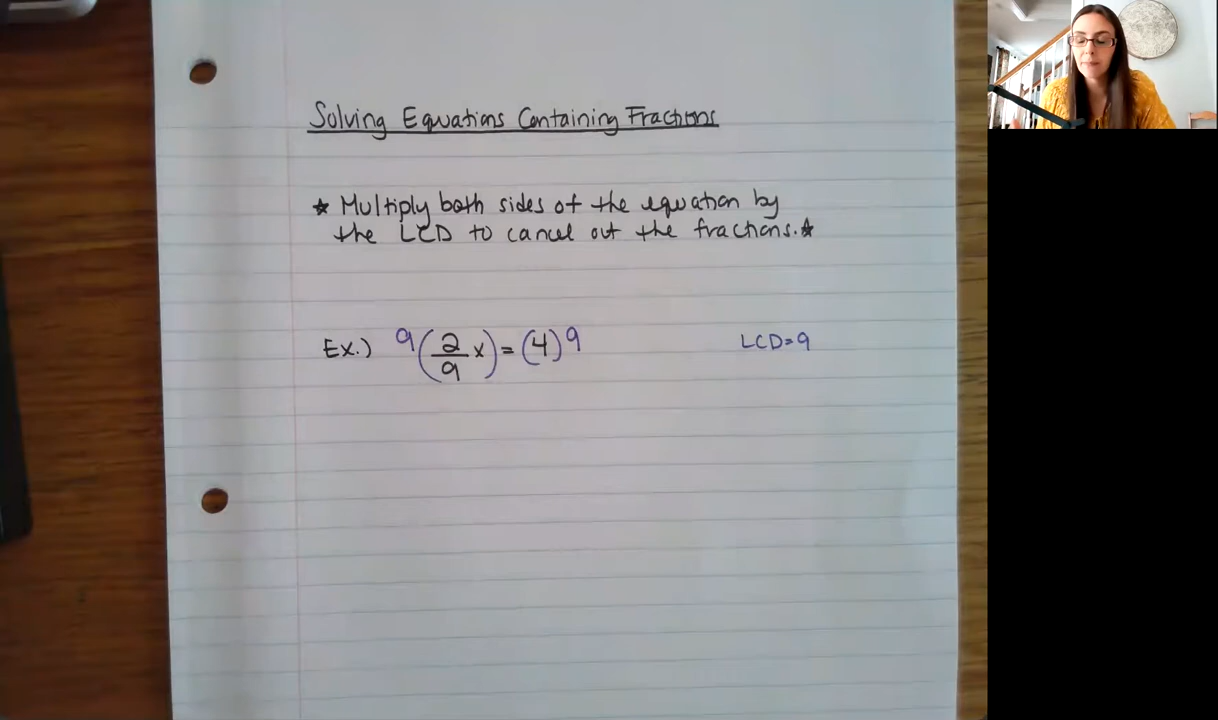 Solving Equations Containing Fractions
★ Multiply both sides of the equation by
the LCD to cancel out the fractions.★
Ex.) 9(2/9 x) = (4)9 LCD=9